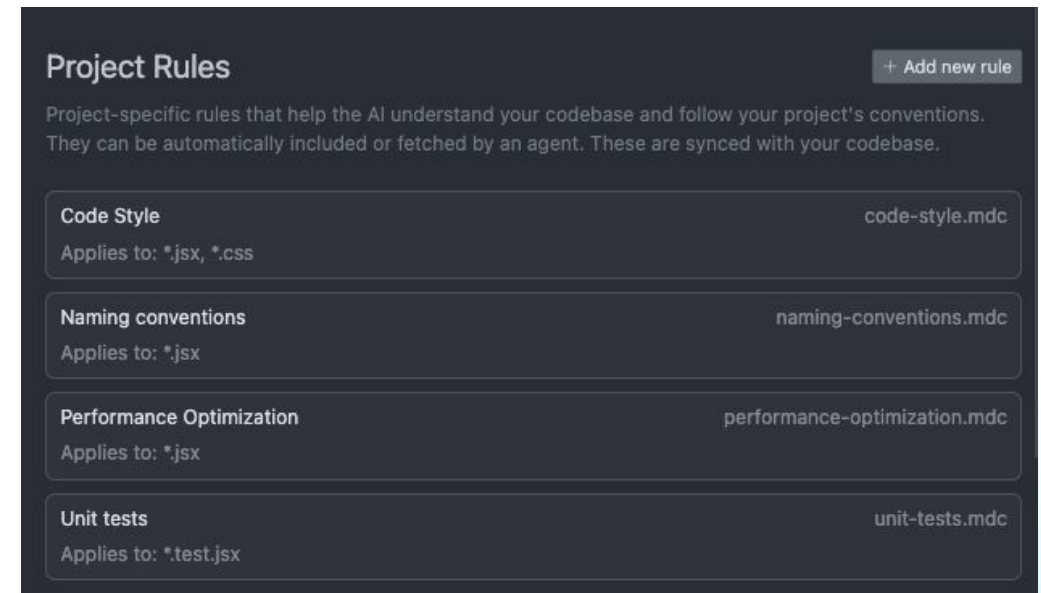 Project Rules
+ Add new rule
Project-specific rules that help the AI understand your codebase and follow your project's conventions.
They can be automatically included or fetched by an agent. These are synced with your codebase.
Code Style
code-style.mdc
Applies to: *.jsx, *.css
Naming conventions
naming-conventions.mdc
Applies to: *.jsx
Performance Optimization
performance-optimization.mdc
Applies to: *.jsx
Unit tests
unit-tests.mdc
Applies to: *.test.jsx